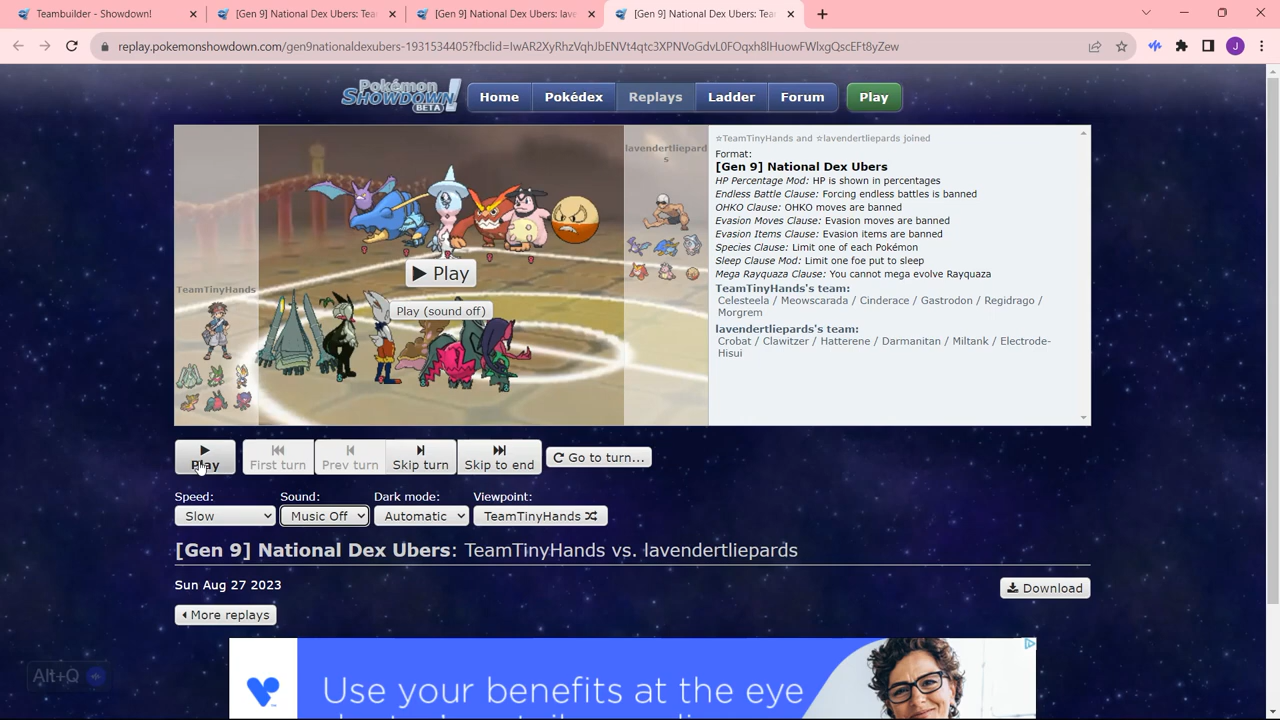 Teambuilder - Showdown!
[Gen 9] National Dex Ubers: Tea
[Gen 9] National Dex Ubers: lave
[Gen 9] National Dex Ubers: Tea
replay.pokemonshowdown.com/gen9nationaldexubers-1931534405?fbclid=IwAR2XyRhzVqhJbENVt4qtc3XPNVoGdvL0FOqxh8lHuowFWlxgQscEFt8yZew
J
Pokémon
SHOWDOWN!
BETA
Home
Pokédex
Replays
Ladder
Forum
Play
☆TeamTinyHands and ☆lavendertliepards joined
Format:
[Gen 9] National Dex Ubers
HP Percentage Mod: HP is shown in percentages
Endless Battle Clause: Forcing endless battles is banned
OHKO Clause: OHKO moves are banned
Evasion Moves Clause: Evasion moves are banned
Evasion Items Clause: Evasion items are banned
Species Clause: Limit one of each Pokémon
Sleep Clause Mod: Limit one foe put to sleep
Mega Rayquaza Clause: You cannot mega evolve Rayquaza
TeamTinyHands's team:
Celesteela / Meowscarada / Cinderace / Gastrodon / Regidrago /
Morgrem
lavendertliepards's team:
Crobat / Clawitzer / Hatterene / Darmanitan / Miltank / Electrode-
Hisui
lavendertliepard
s
TeamTinyHands
Play
Play (sound off)
Play
First turn
Prev turn
Skip turn
Skip to end
Go to turn...
Speed:
Sound:
Dark mode:
Viewpoint:
Slow
Music Off
Automatic
TeamTinyHands
[Gen 9] National Dex Ubers: TeamTinyHands vs. lavendertliepards
Sun Aug 27 2023
Download
More replays
Alt+Q
Use your benefits at the eye